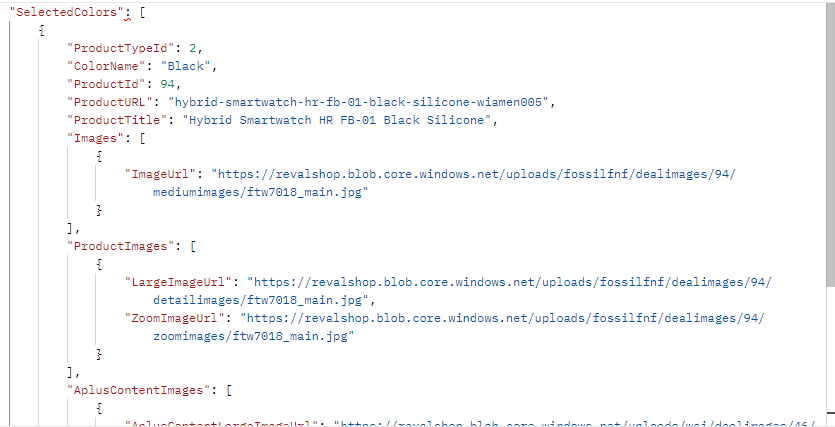 "SelectedColors": [
{
"ProductTypeId": 2,
"ColorName": "Black",
"ProductId": 94,
"ProductURL": "hybrid-smartwatch-hr-fb-01-black-silicone-wiamen005",
"ProductTitle": "Hybrid Smartwatch HR FB-01 Black Silicone",
"Images": [
{
"ImageUrl": "https://revalshop.blob.core.windows.net/uploads/fossilfnf/dealimages/94/
mediumimages/ftw7018_main.jpg"
}
],
"ProductImages": [
{
"LargeImageUrl": "https://revalshop.blob.core.windows.net/uploads/fossilfnf/dealimages/94/
detailimages/ftw7018_main.jpg",
"ZoomImageUrl": "https://revalshop.blob.core.windows.net/uploads/fossilfnf/dealimages/94/
zoomimages/ftw7018_main.jpg"
}
],
"AplusContentImages": [
{
"AplusContentLargeImageUrl": "https://revalshop.blob.core.windows.net/uploads/wsi/dealimages/46/